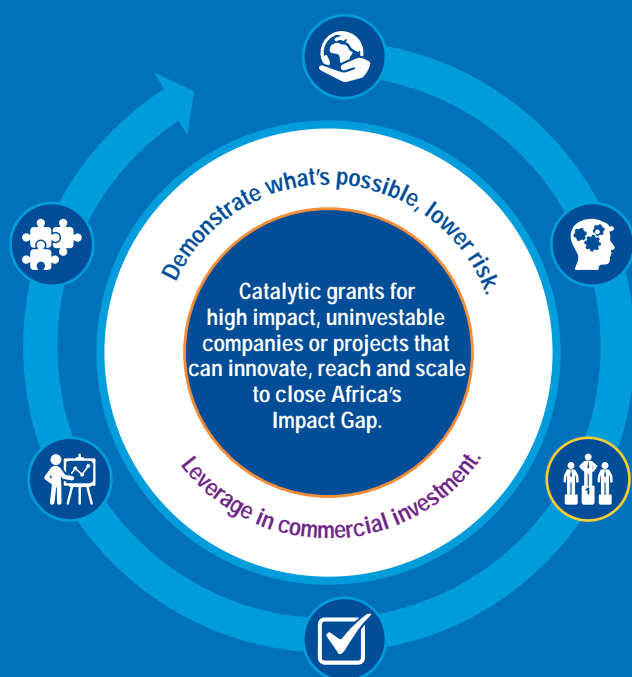 Demonstrate what's possible, lower risk.
Catalytic grants for
high impact, uninvestable
companies or projects that
can innovate, reach and scale
to close Africa's
Impact Gap.
Leverage in commercial investment.